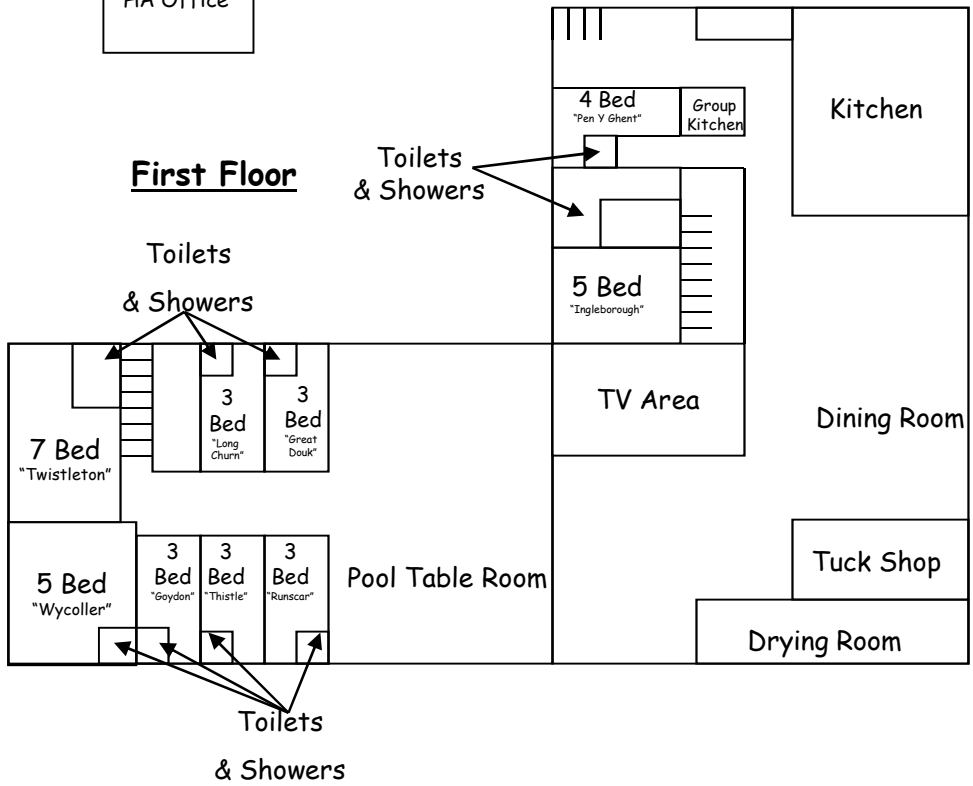 Office
4 Bed
"Pen Y Ghent"
Group
Kitchen
Kitchen
Toilets
& Showers
First Floor
Toilets
& Showers
5 Bed
"Ingleborough"
3
Bed
"Long
Churn"
3
Bed
"Great
Douk"
TV Area
Dining Room
7 Bed
"Twistleton"
5 Bed
"Wycoller"
3
Bed
"Goydon"
3
Bed
"Thistle"
3
Bed
"Runscar"
Pool Table Room
Tuck Shop
Drying Room
Toilets
& Showers